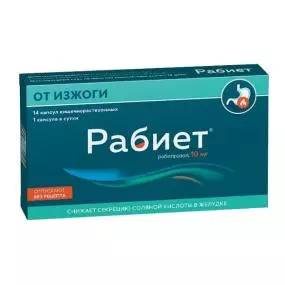 ОТ ИЗЖОГИ
14 капсул кишечнорастворимых
1 капсула в сутки
Рабиет®
рабепразол, 10 мг
ОТПУСКАЮТ
БЕЗ РЕЦЕПТА
СНИЖАЕТ СЕКРЕЦИЮ СОЛЯНОЙ КИСЛОТЫ В ЖЕЛУДКЕ